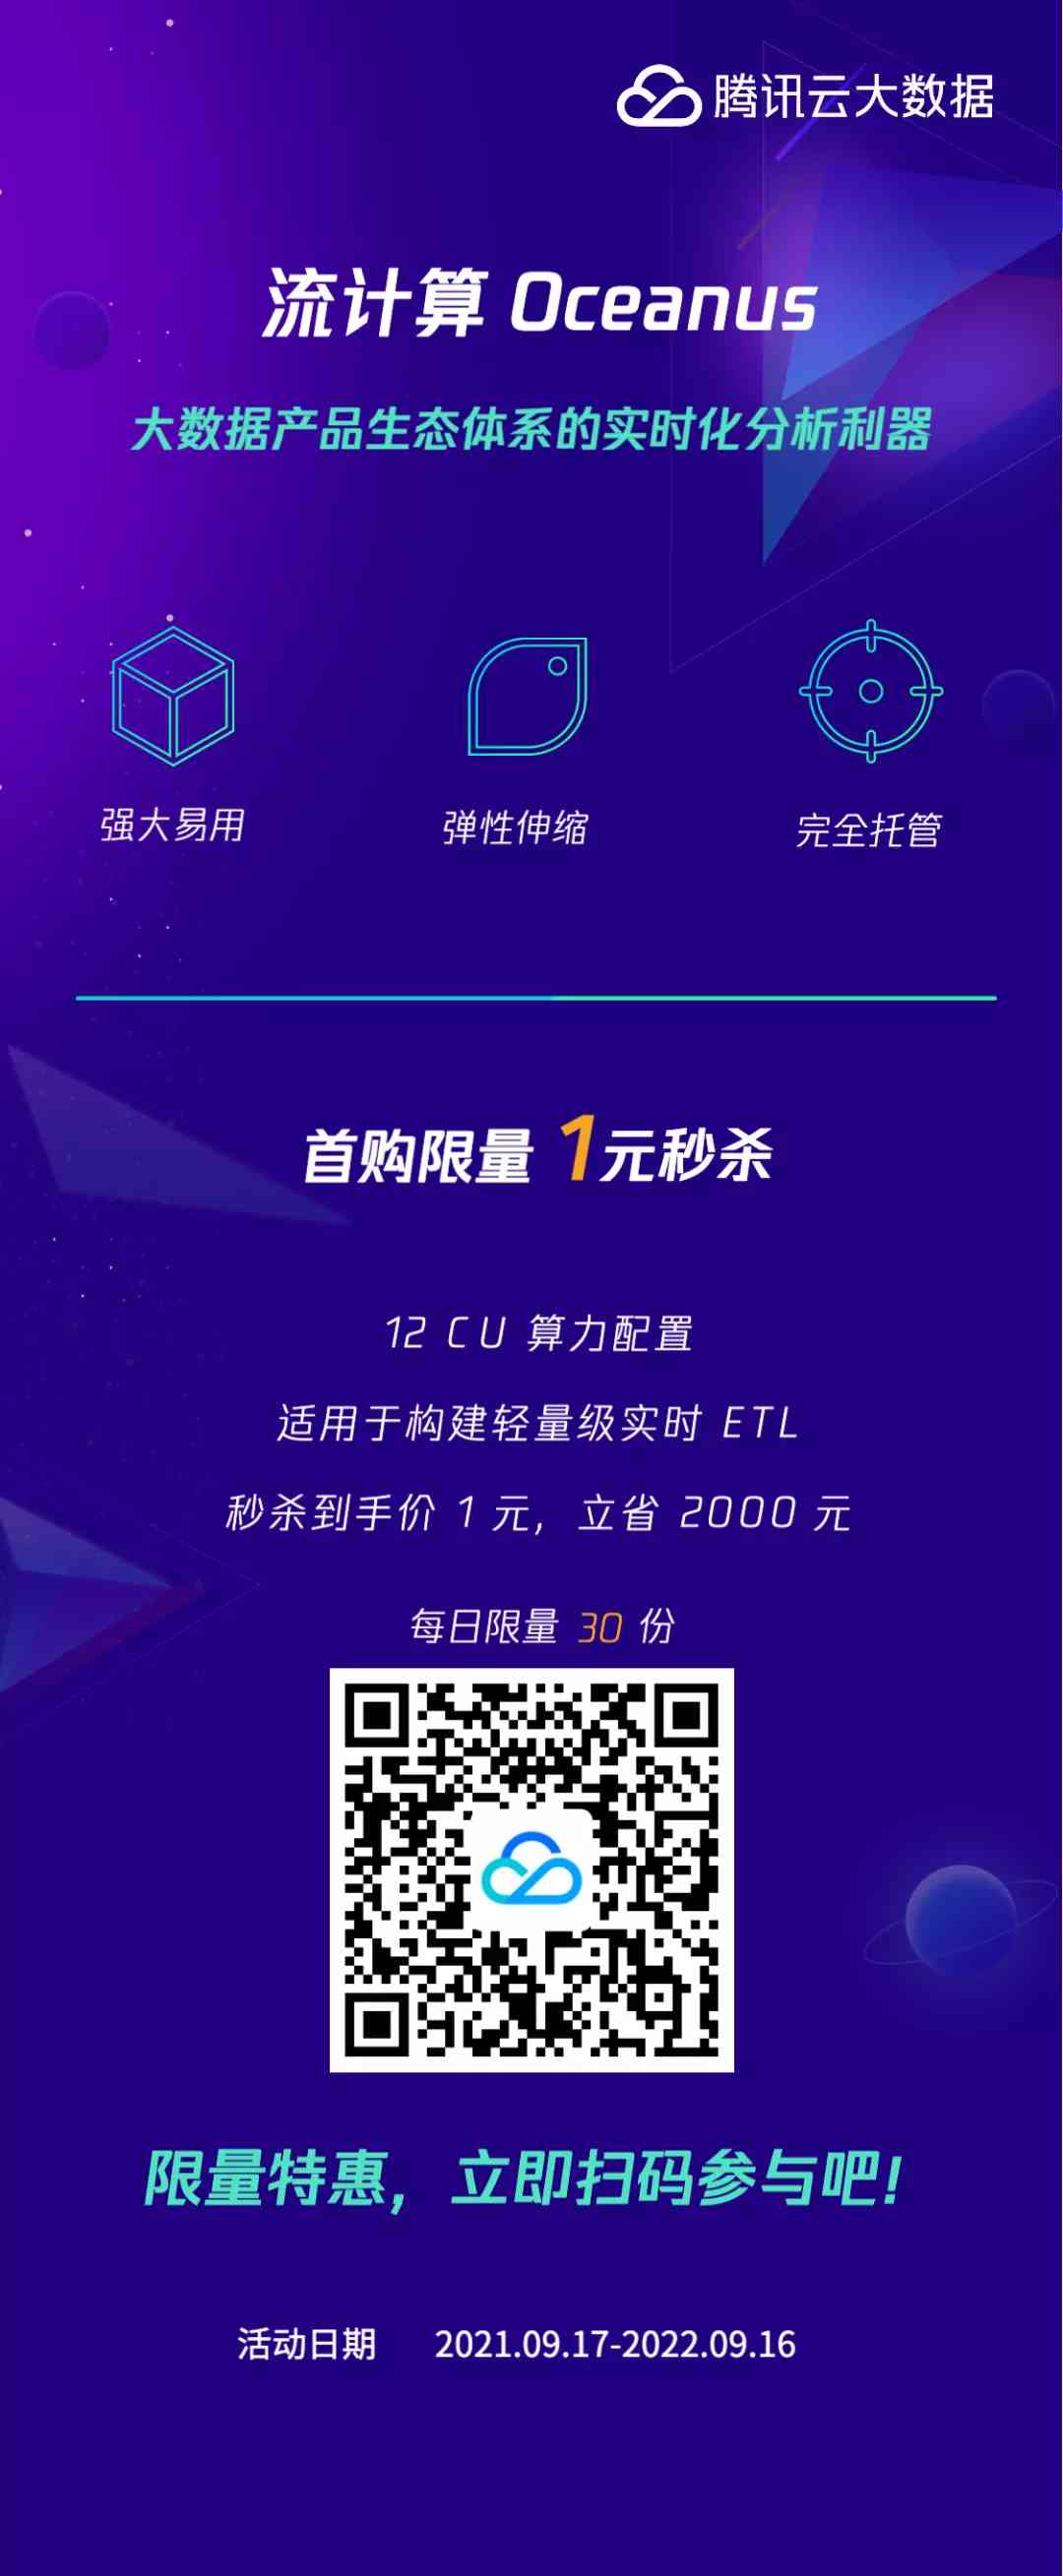 腾讯云大数据
流计算 Oceanus
大数据产品生态体系的实时化分析利器
强大易用
弹性伸缩
完全托管
首购限量 1元秒杀
12 CU 算力配置
适用于构建轻量级实时 ETL
秒杀到手价 1 元，立省 2000 元
每日限量 30 份
限量特惠，立即扫码参与吧！
活动日期 2021.09.17-2022.09.16